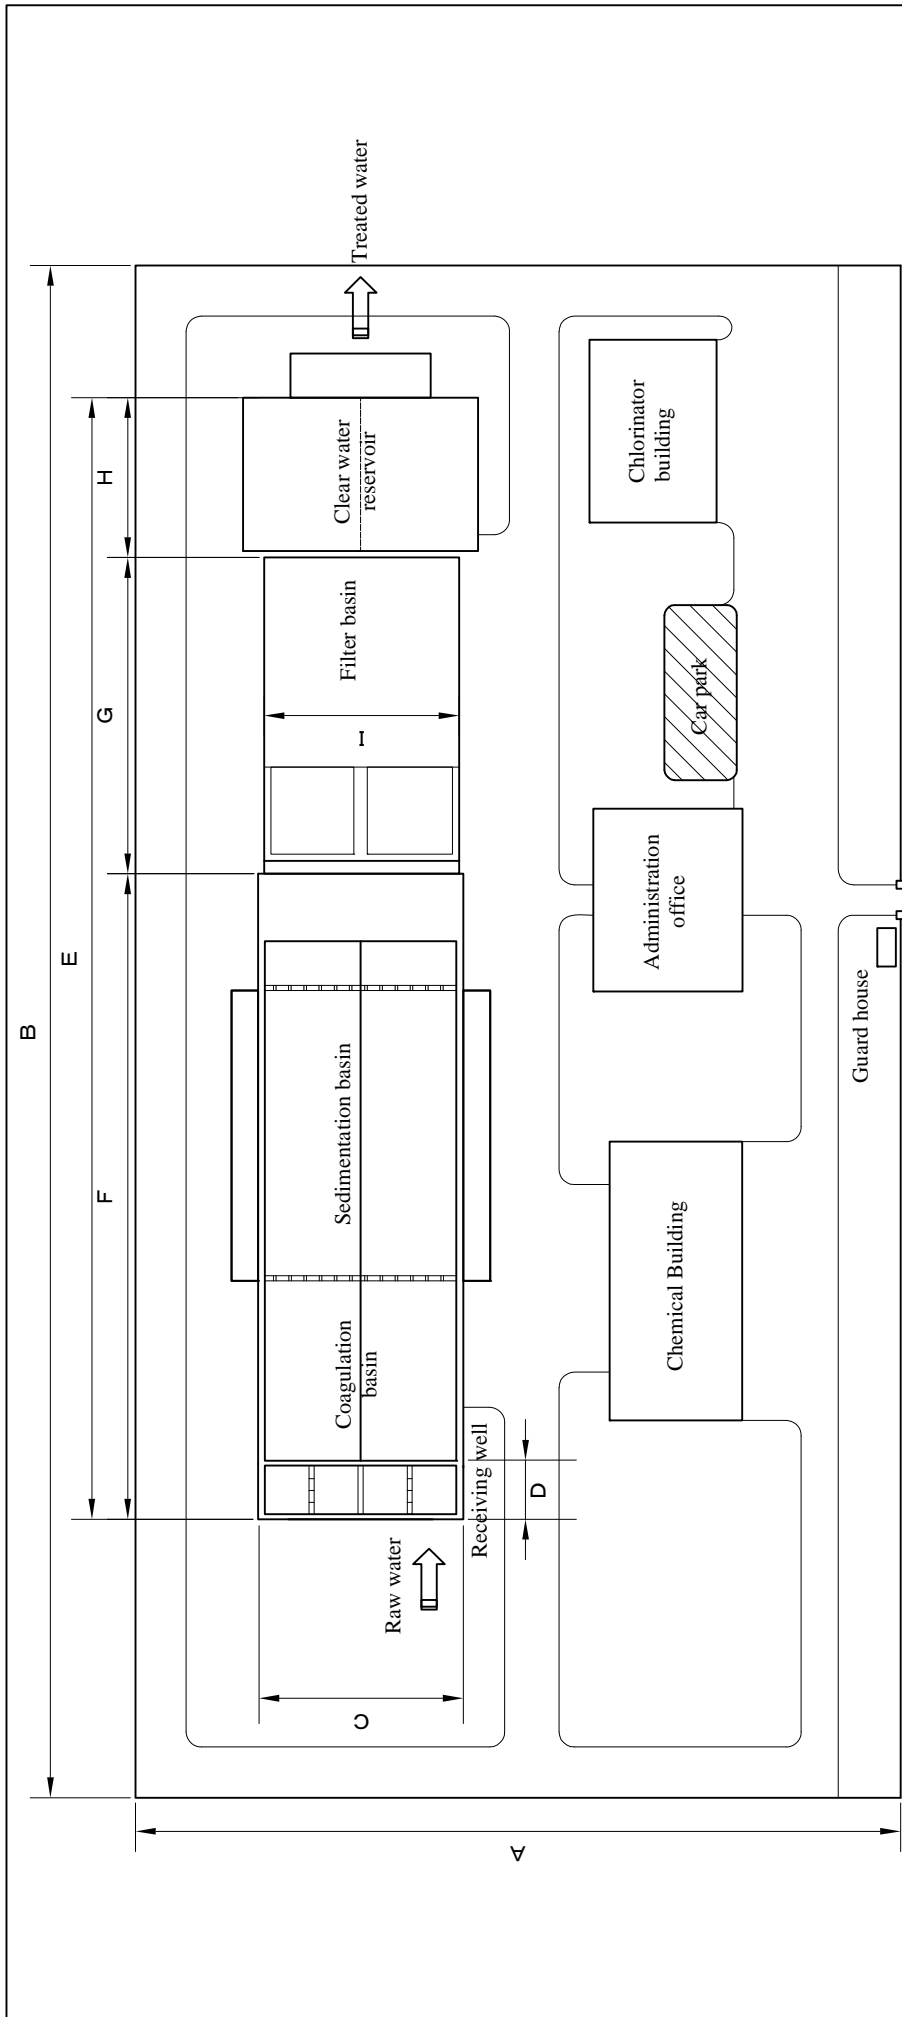 B
E
F
G
H
Raw water
Receiving well
Coagulation
basin
Sedimentation basin
Filter basin
Clear water
reservoir
Treated water
C
D
I
Chemical Building
Administration
office
Car park
Chlorinator
building
Guard house
A